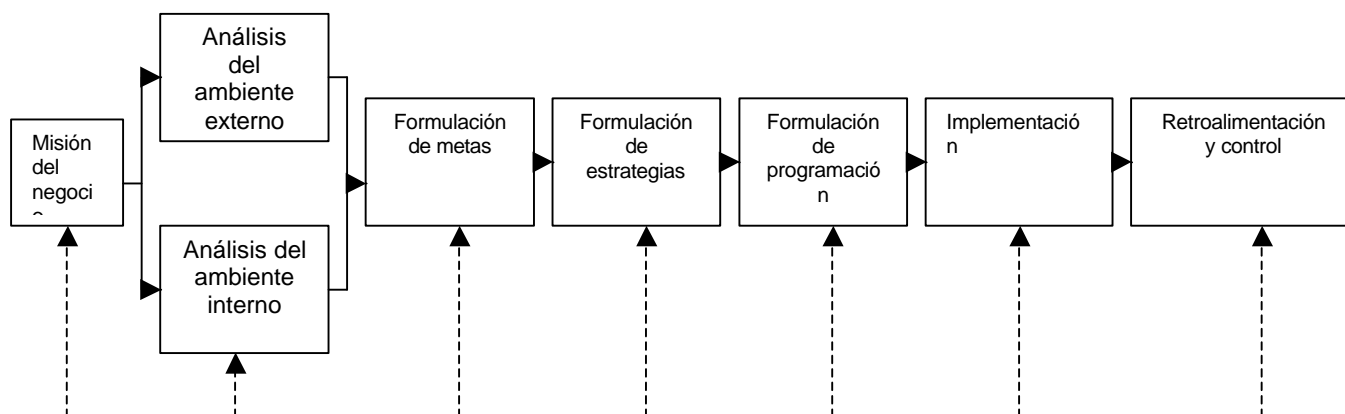 Misión
del
negoci
Análisis
del
ambiente
externo
Análisis del
ambiente
interno
Formulación
de metas
Formulación
de
estrategias
Formulación
de
programació
n
Implementació
n
Retroalimentación
y control